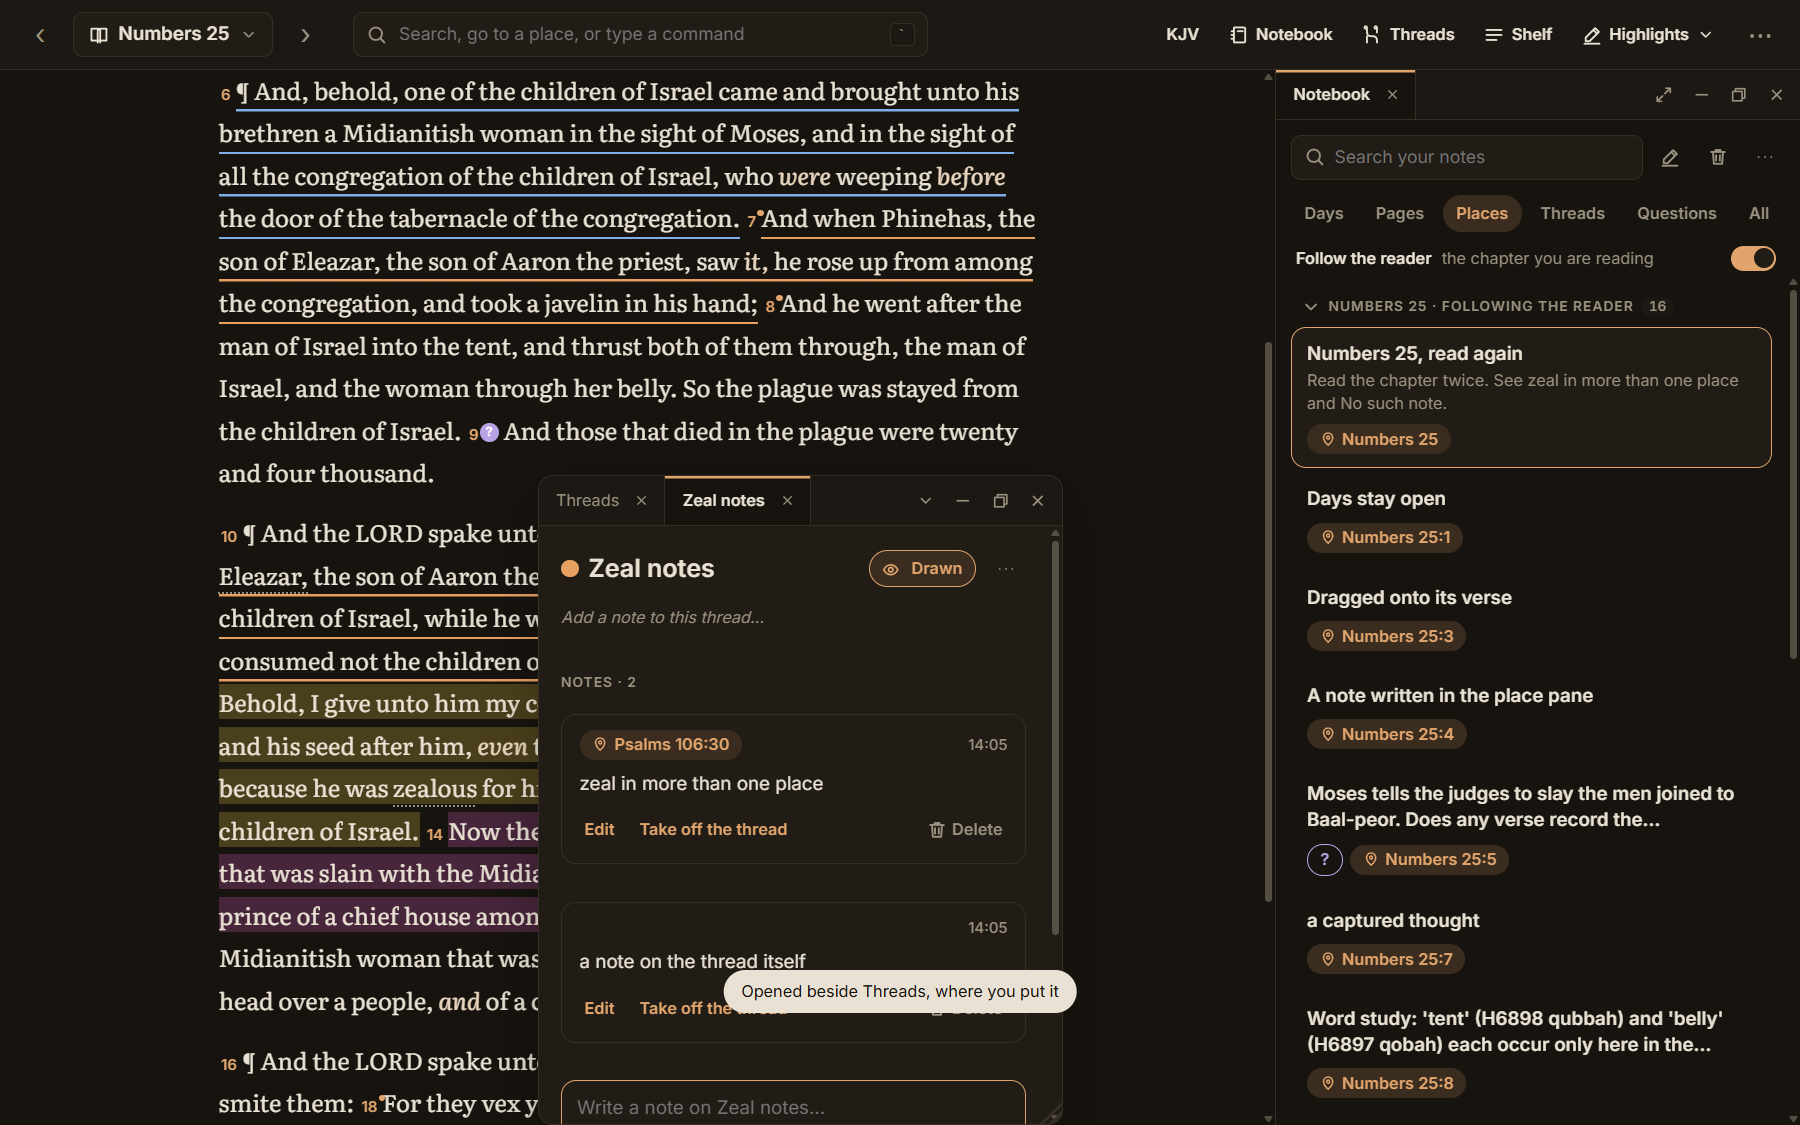 Numbers 25
Search, go to a place, or type a command
`
KJV
Notebook
Threads
Shelf
Highlights
6 ¶ And, behold, one of the children of Israel came and brought unto his
brethren a Midianitish woman in the sight of Moses, and in the sight of
all the congregation of the children of Israel, who were weeping before
the door of the tabernacle of the congregation. 7 And when Phinehas, the
son of Eleazar, the son of Aaron the priest, saw it, he rose up from among
the congregation, and took a javelin in his hand; 8 And he went after the
man of Israel into the tent, and thrust both of them through, the man of
Israel, and the woman through her belly. So the plague was stayed from
the children of Israel. 9 ? And those that died in the plague were twenty
and four thousand.
10 ¶ And the LORD spake unt
Eleazar, the son of Aaron the
children of Israel, while he w
consumed not the children o
Behold, I give unto him my c
and his seed after him, even t
because he was zealous for h
children of Israel. 14 Now the
that was slain with the Midia
prince of a chief house amon
Midianitish woman that was
head over a people, and of a c
16 ¶ And the LORD spake unt
smite them: 18 For they vex y
Threads
Zeal notes
Zeal notes
Drawn
Add a note to this thread...
NOTES · 2
Psalms 106:30
14:05
zeal in more than one place
Edit
Take off the thread
Delete
14:05
a note on the thread itself
Edit
Take off the
Opened beside Threads, where you put it
Write a note on Zeal notes...
Notebook
Search your notes
Days
Pages
Places
Threads
Questions
All
Follow the reader the chapter you are reading
NUMBERS 25 · FOLLOWING THE READER 16
Numbers 25, read again
Read the chapter twice. See zeal in more than one place
and No such note.
Numbers 25
Days stay open
Numbers 25:1
Dragged onto its verse
Numbers 25:3
A note written in the place pane
Numbers 25:4
Moses tells the judges to slay the men joined to
Baal-peor. Does any verse record the...
? Numbers 25:5
a captured thought
Numbers 25:7
Word study: 'tent' (H6898 qubbah) and 'belly'
(H6897 qobah) each occur only here in the...
Numbers 25:8